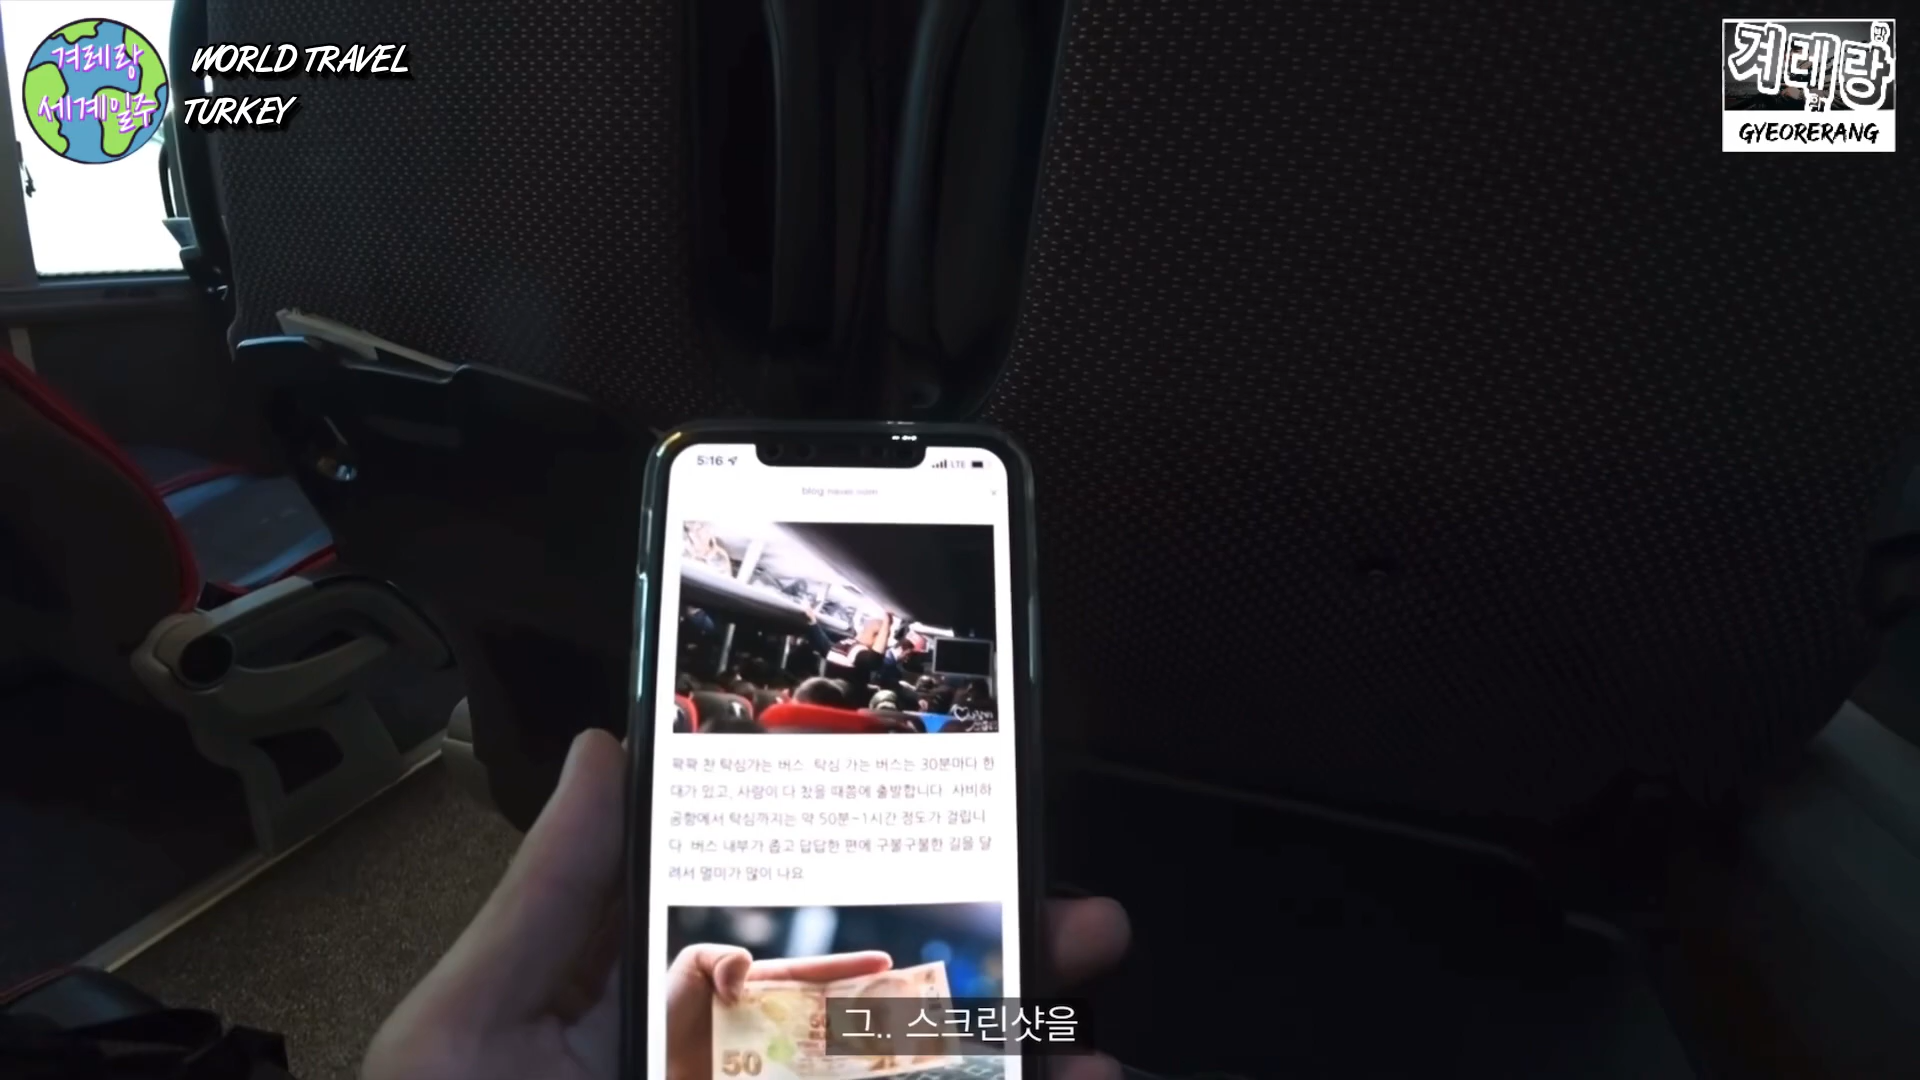 겨레랑
세계일주
WORLD TRAVEL
TURKEY
겨레랑
GYEORERANG
5:16
LTE
blog naver.com
꽉꽉 찬 탁심가는 버스 탁심 가는 버스는 30분마다 한
대가 있고, 사람이 다 찼을 때쯤에 출발합니다 사비하
공항에서 탁심까지는 약 50분~1시간 정도가 걸립니
다 버스 내부가 좁고 답답한 편에 구불구불한 길을 달
려서 멀미가 많이 나요
50
그.. 스크린샷을